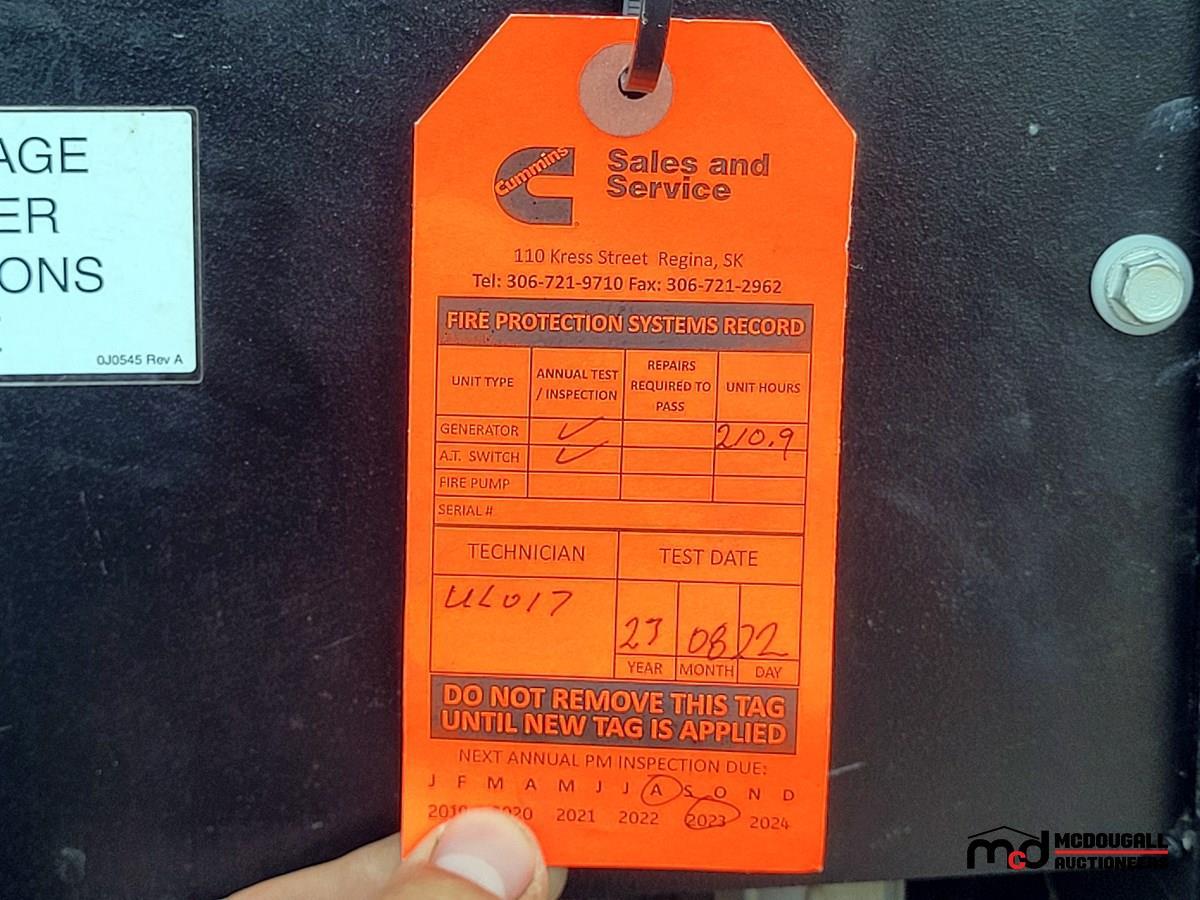 AGE
ER
ONS
0J0545 Rev A
Cummins
Sales and
Service
110 Kress Street Regina, SK
Tel: 306-721-9710 Fax: 306-721-2962
FIRE PROTECTION SYSTEMS RECORD
UNIT TYPE
ANNUAL TEST
/ INSPECTION
REPAIRS
REQUIRED TO
PASS
UNIT HOURS
GENERATOR ✓ 210.9
A.T. SWITCH ✓
FIRE PUMP
SERIAL #
TECHNICIAN TEST DATE
UL017
23 08 22
YEAR MONTH DAY
DO NOT REMOVE THIS TAG
UNTIL NEW TAG IS APPLIED
NEXT ANNUAL PM INSPECTION DUE:
J F M A M J J A S O N D
2019 2020 2021 2022 2023 2024
mcd MCDOUGALL
AUCTIONEERS